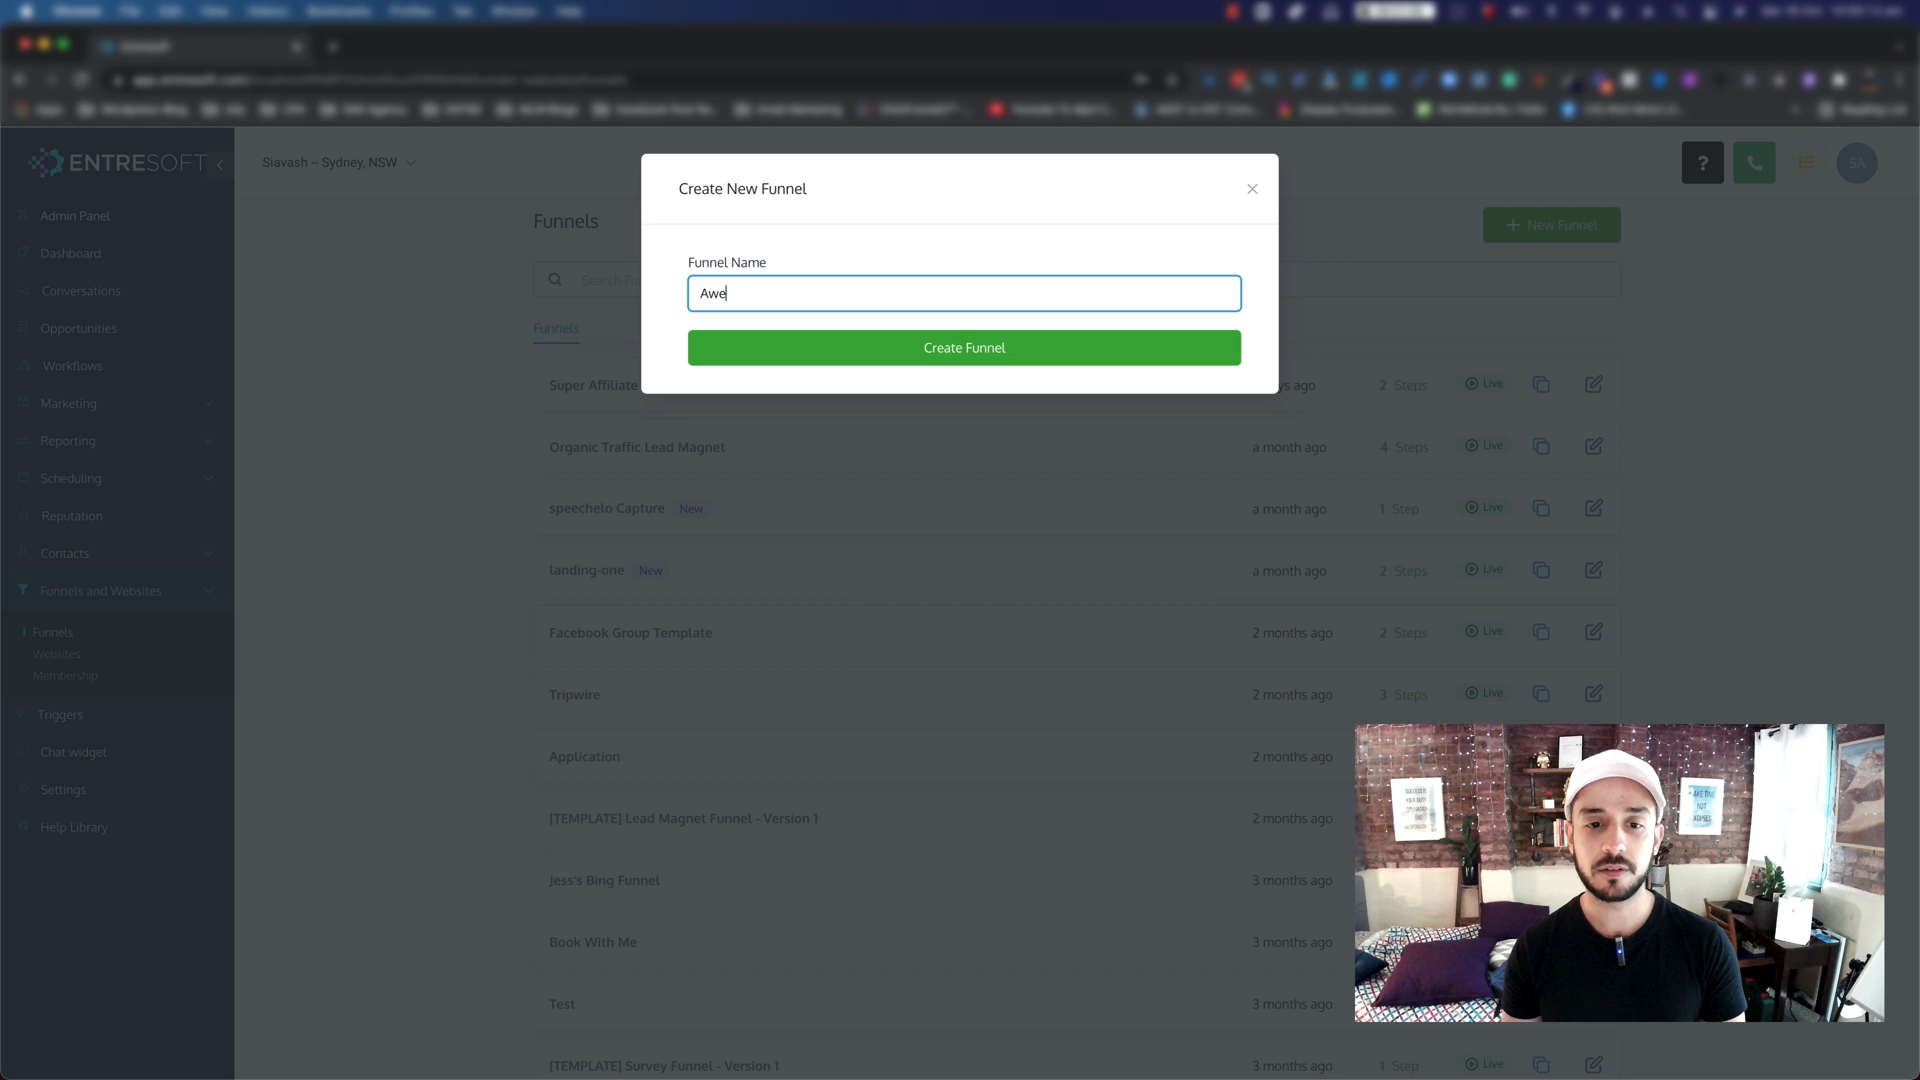 ENTRESOFT
Siavash – Sydney, NSW
?
SA
Admin Panel
Dashboard
Conversations
Opportunities
Workflows
Marketing
Reporting
Scheduling
Reputation
Contacts
Funnels and Websites
Funnels
Websites
Membership
Triggers
Chat widget
Settings
Help Library
Create New Funnel
Funnel Name
Awe
Create Funnel
Funnels
New Funnel
Search Fu
Funnels
Super Affiliate ys ago 2 Steps Live
Organic Traffic Lead Magnet a month ago 4 Steps Live
speechelo Capture New a month ago 1 Step Live
landing-one New a month ago 2 Steps Live
Facebook Group Template 2 months ago 2 Steps Live
Tripwire 2 months ago 3 Steps Live
Application 2 months ago
[TEMPLATE] Lead Magnet Funnel - Version 1 2 months ago
Jess's Bing Funnel 3 months ago
Book With Me 3 months ago
Test 3 months ago
[TEMPLATE] Survey Funnel - Version 1 3 months ago 1 Step Live